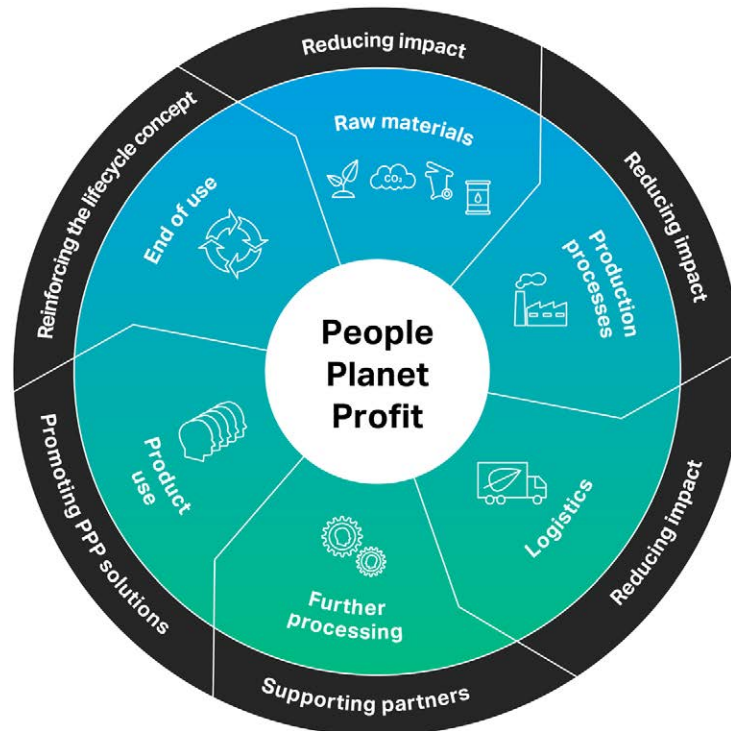 Reducing impact
Raw materials
CO₂
Reducing impact
Production
processes
Reducing impact
Logistics
Supporting partners
Further
processing
Promoting PPP solutions
Product
use
Reinforcing the lifecycle concept
End of use
People
Planet
Profit